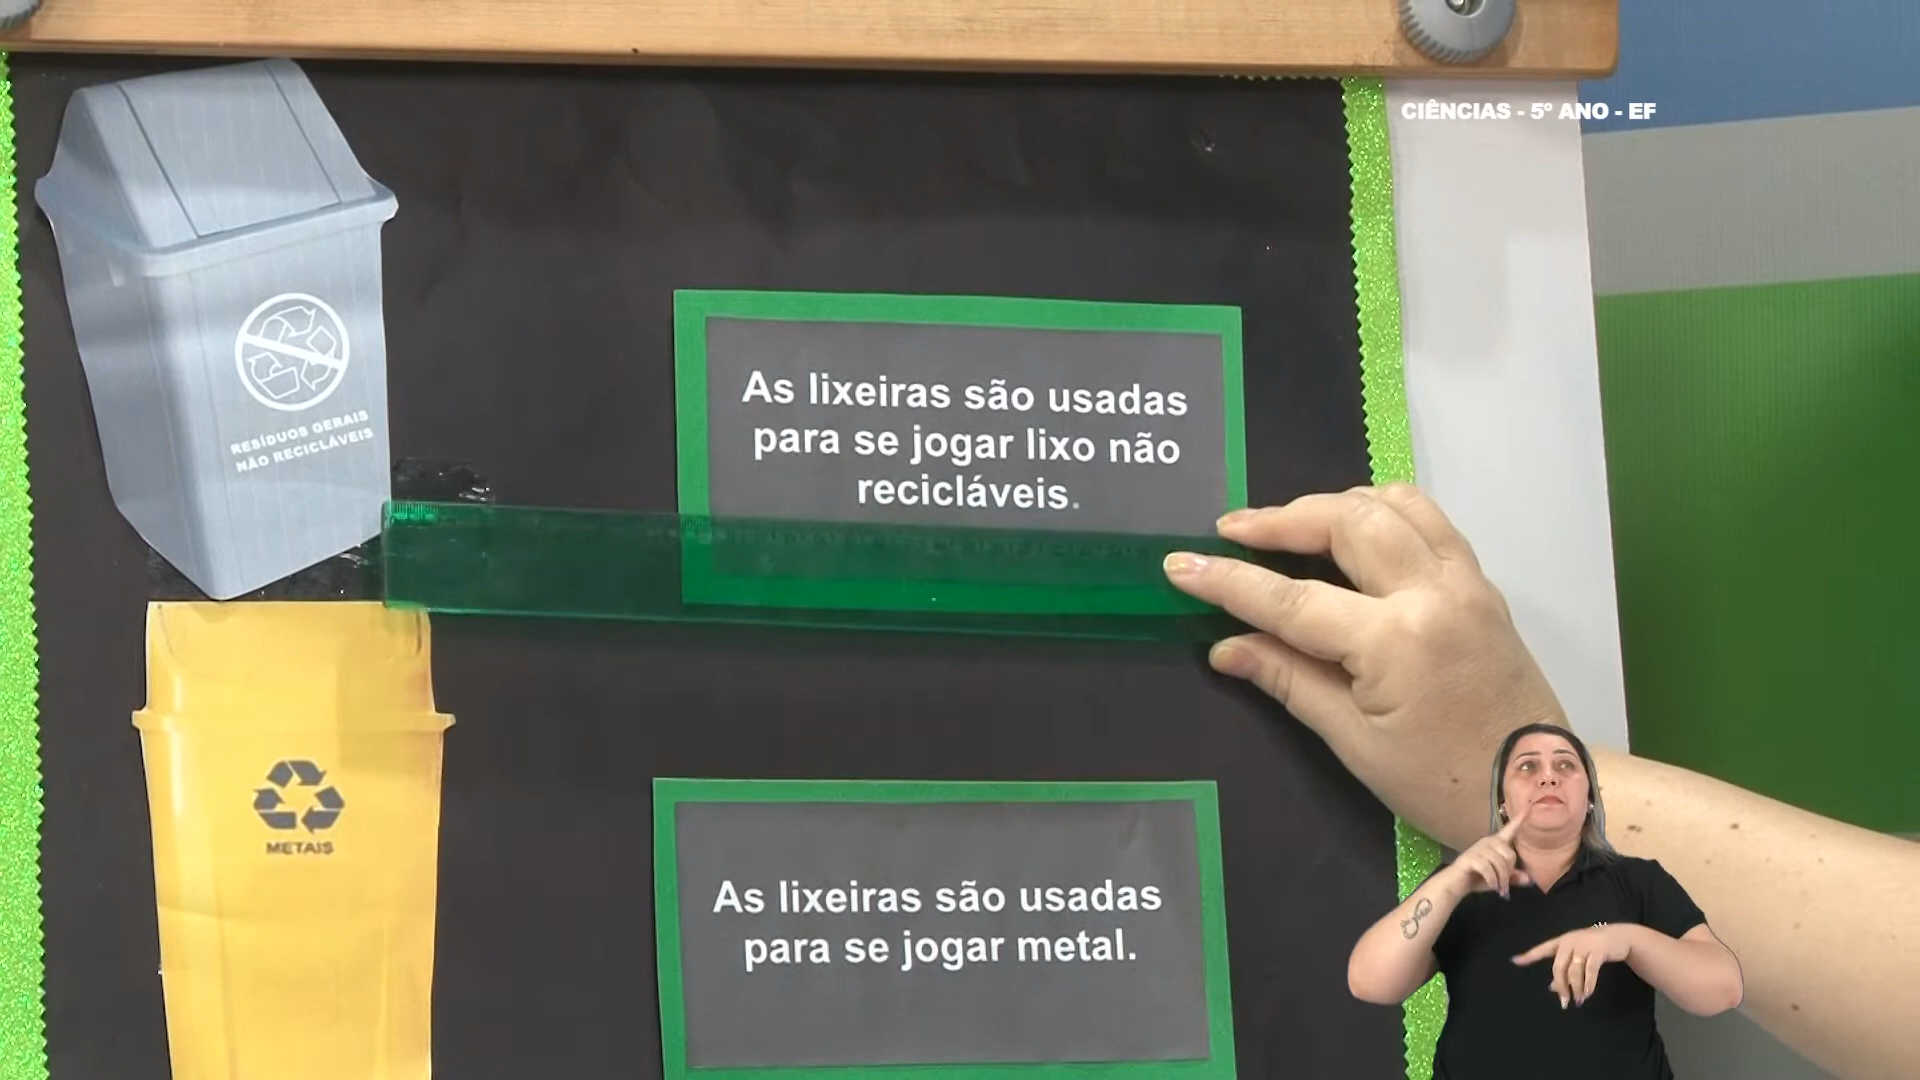 CIÊNCIAS - 5º ANO - EF
RESÍDUOS GERAIS
NÃO RECICLÁVEIS
As lixeiras são usadas
para se jogar lixo não
recicláveis.
METAIS
As lixeiras são usadas
para se jogar metal.